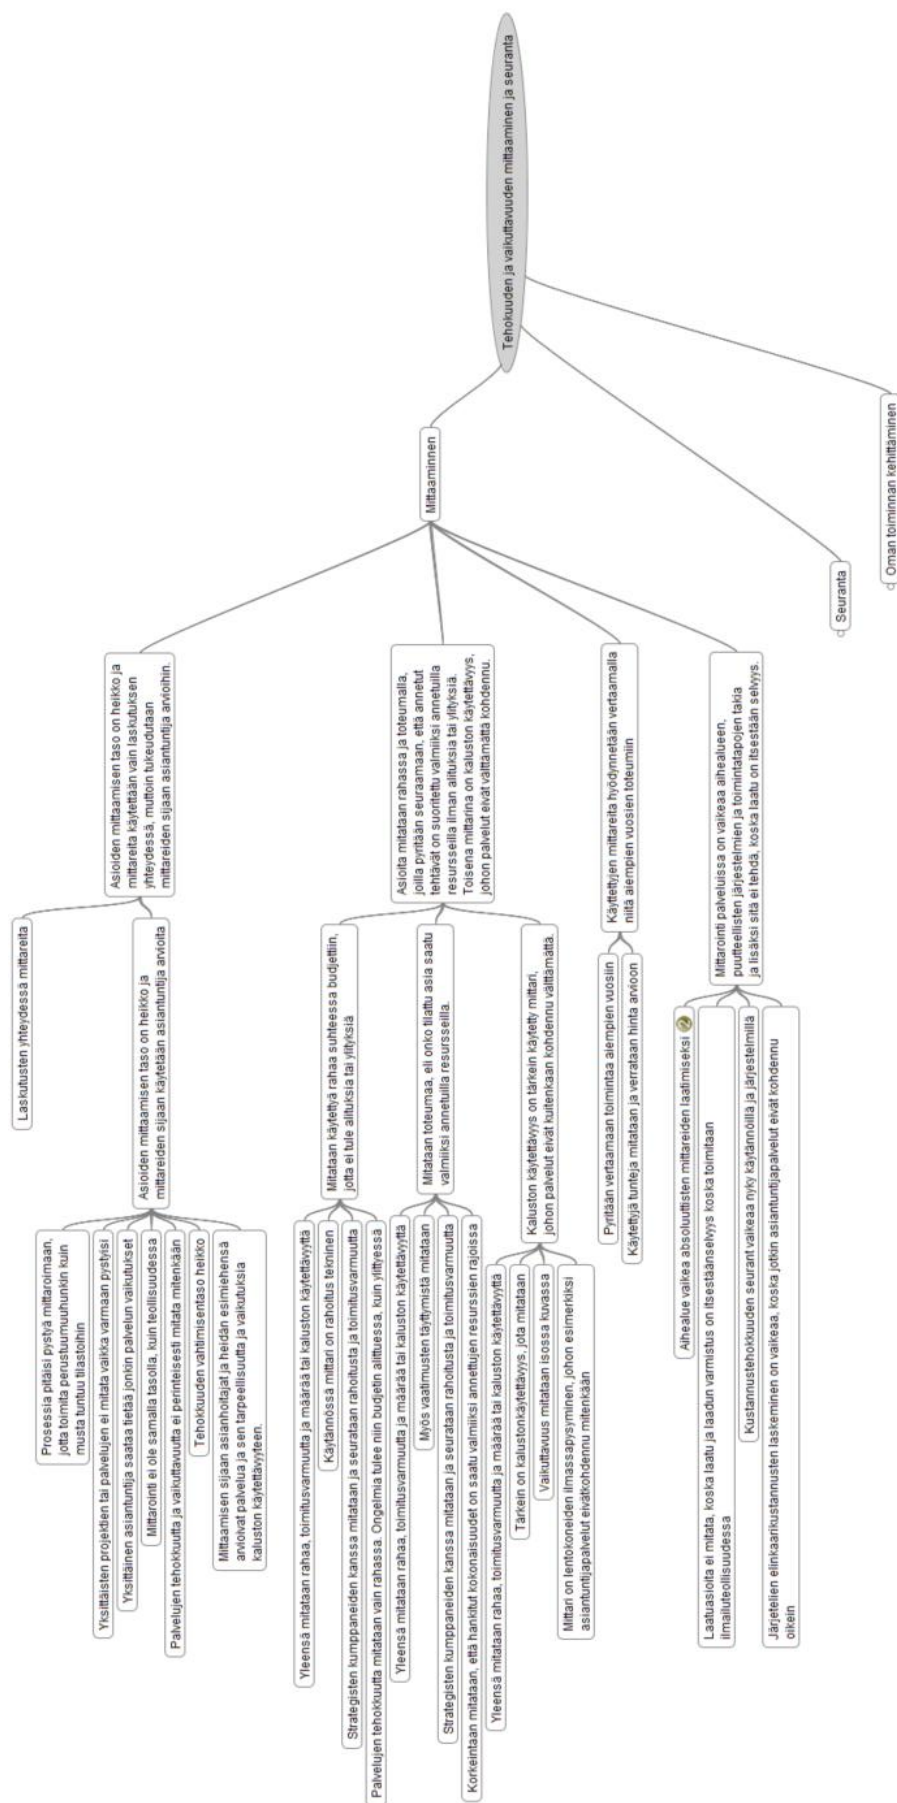 Tehokuuden ja vaikuttavuuden mittaaminen ja seuranta
Mittaaminen
Asioiden mittaamisen taso on heikko ja
mittareita käytettään vain laskutuksen
yhteydessä, muttoin tukeudutaan
mittareiden sijaan asiantuntija arvioihin.
Laskutusten yhteydessä mittareita
Asioiden mittaamisen taso on heikko ja
mittareiden sijaan käytetään asiantuntija arvioita
Prosessia pitäisi pystyä mittaroimaan,
jotta toimita perustuumuuhunkin kuin
musta tuntuu tilastoihin
Yksittäisten projektien tai palvelujen ei mitata vaikka varmaan pystyisi
Yksittäinen asiantuntija saataa tietää jonkin palvelun vaikutuiset
Mittarointi ei ole samalla tasolla, kuin teollisuudessa
Palvelujen tehokkuutta ja vaikuttavuutta ei perinteisesti mitata mitenkään
Tehokkuuden vahtimisentaso heikko
Mittaamisen sijaan asianhoitajat ja heidän esimiehensä
arvioivat palvelua ja sen tarpeellisuutta ja vaikutuksia
kaluston käytettävyyteen.
Asioita mitataan rahassa ja toteumalla,
joilla pyritään seuraamaan, että annetut
tehtävät on suoritettu valmiiksi annetuilla
resursseilla ilman alituksia tai ylityksiä.
Toisena mittarina on kaluston käytettävyys,
johon palvelut eivät välttämättä kohdennu.
Mitataan käytettyä rahaa suhteessa budjettiin,
jotta ei tule alituksia tai ylityksiä
Yleensä mitataan rahaa, toimitusvarmuutta ja määrää tai kaluston käytettävyyttä
Käytännössä mittari on rahoitus tekninen
Strategisten kumppaneiden kanssa mitataan ja seurataan rahoitusta ja toimitusvarmuutta
Palvelujen tehokkuutta mitataan vain rahassa. Ongelmia tulee niin budjetin alittuessa, kuin ylittyessä
Mitataan toteumaa, eli onko tilattu asia saatu
valmiiksi annetuilla resursseilla.
Yleensä mitataan rahaa, toimitusvarmuutta ja määrää tai kaluston käytettävyyttä
Myös vaatimusten täyttymistä mitataan
Strategisten kumppaneiden kanssa mitataan ja seurataan rahoitusta ja toimitusvarmuutta
Korkeintaan mitataan, että hankitut kokonaisuudet on saatu valmiiksi annettujen resurssien rajoissa
Kaluston käytettävyys on tärkein käytetty mittari,
johon palvelut eivät kuitenkaan kohdennu välttämättä.
Yleensä mitataan rahaa, toimitusvarmuutta ja määrää tai kaluston käytettävyyttä
Tärkein on kalustonkäytettävyys, jota mitataan
Vaikuttavuus mitataan isossa kuvassa
Mittari on lentokoneiden ilmassapysyminen, johon esimerkiksi
asiantuntijapalvelut eivätkohdennu mitenkään
Käyttettyjen mittareita hyödynnetään vertaamalla
niitä aiempien vuosien toteumiin
Pyritään vertaamaan toimintaa aiempien vuosiin
Käytettyjä tunteja mitataan ja verrataan hinta arvioon
Mittarointi palveluissa on vaikeaa aihealueen,
puutteellisten järjestelmien ja toimintatapojen takia
ja lisäksi sitä ei tehdä, koska laatu on itsestään selvyys.
Aihealue vaikea absoluuttisten mittareiden laatimiseksi
Laatuasioita ei mitata, koska laatu ja laadun varmistus on itsestäänselvyys koska toimitaan
ilmailuteollisuudessa
Kustannustehokkuuden seurant vaikeaa nyky käytännöillä ja järjestelmillä
Järjetelien elinkaarikustannusten laskeminen on vaikeaa, koska jotkin asiantuntijapalvelut eivät kohdennu
oikein
Seuranta
Oman toiminnan kehittäminen